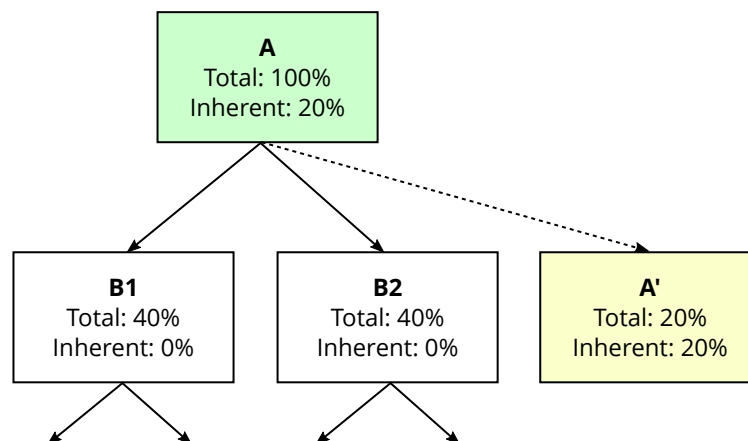 A
Total: 100%
Inherent: 20%
B1
Total: 40%
Inherent: 0%
B2
Total: 40%
Inherent: 0%
A'
Total: 20%
Inherent: 20%